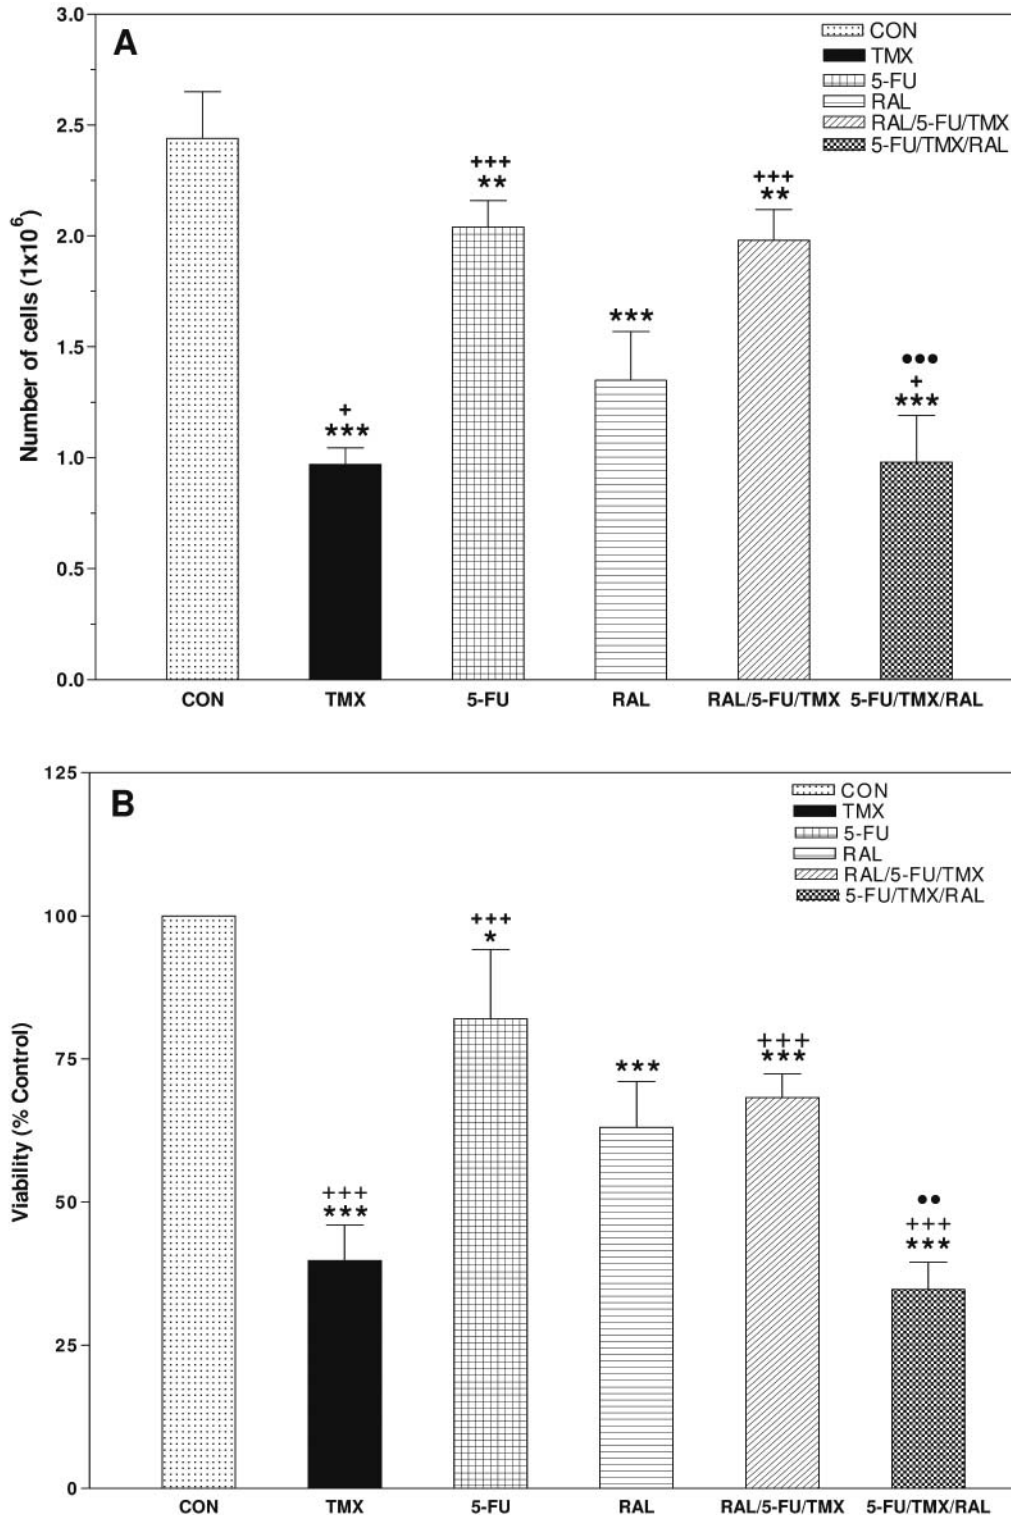 A
3.0
2.5
2.0
1.5
1.0
0.5
0.0
Number of cells (1x10⁶)
CON
TMX
5-FU
RAL
RAL/5-FU/TMX
5-FU/TMX/RAL
+
***
+++
**
***
+++
**
•••
+
***
CON
TMX
5-FU
RAL
RAL/5-FU/TMX
5-FU/TMX/RAL
B
125
100
75
50
25
0
Viability (% Control)
CON
TMX
5-FU
RAL
RAL/5-FU/TMX
5-FU/TMX/RAL
+++
***
+++
*
***
+++
***
••
+++
***
CON
TMX
5-FU
RAL
RAL/5-FU/TMX
5-FU/TMX/RAL